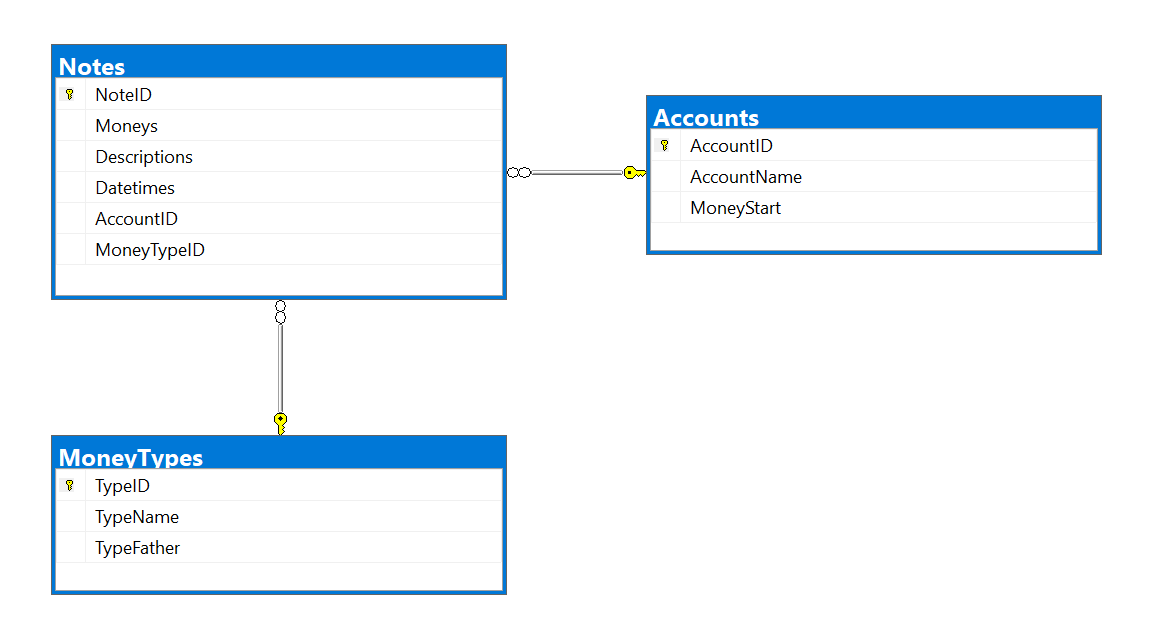 Notes
NoteID
Moneys
Descriptions
Datetimes
AccountID
MoneyTypeID
Accounts
AccountID
AccountName
MoneyStart
MoneyTypes
TypeID
TypeName
TypeFather